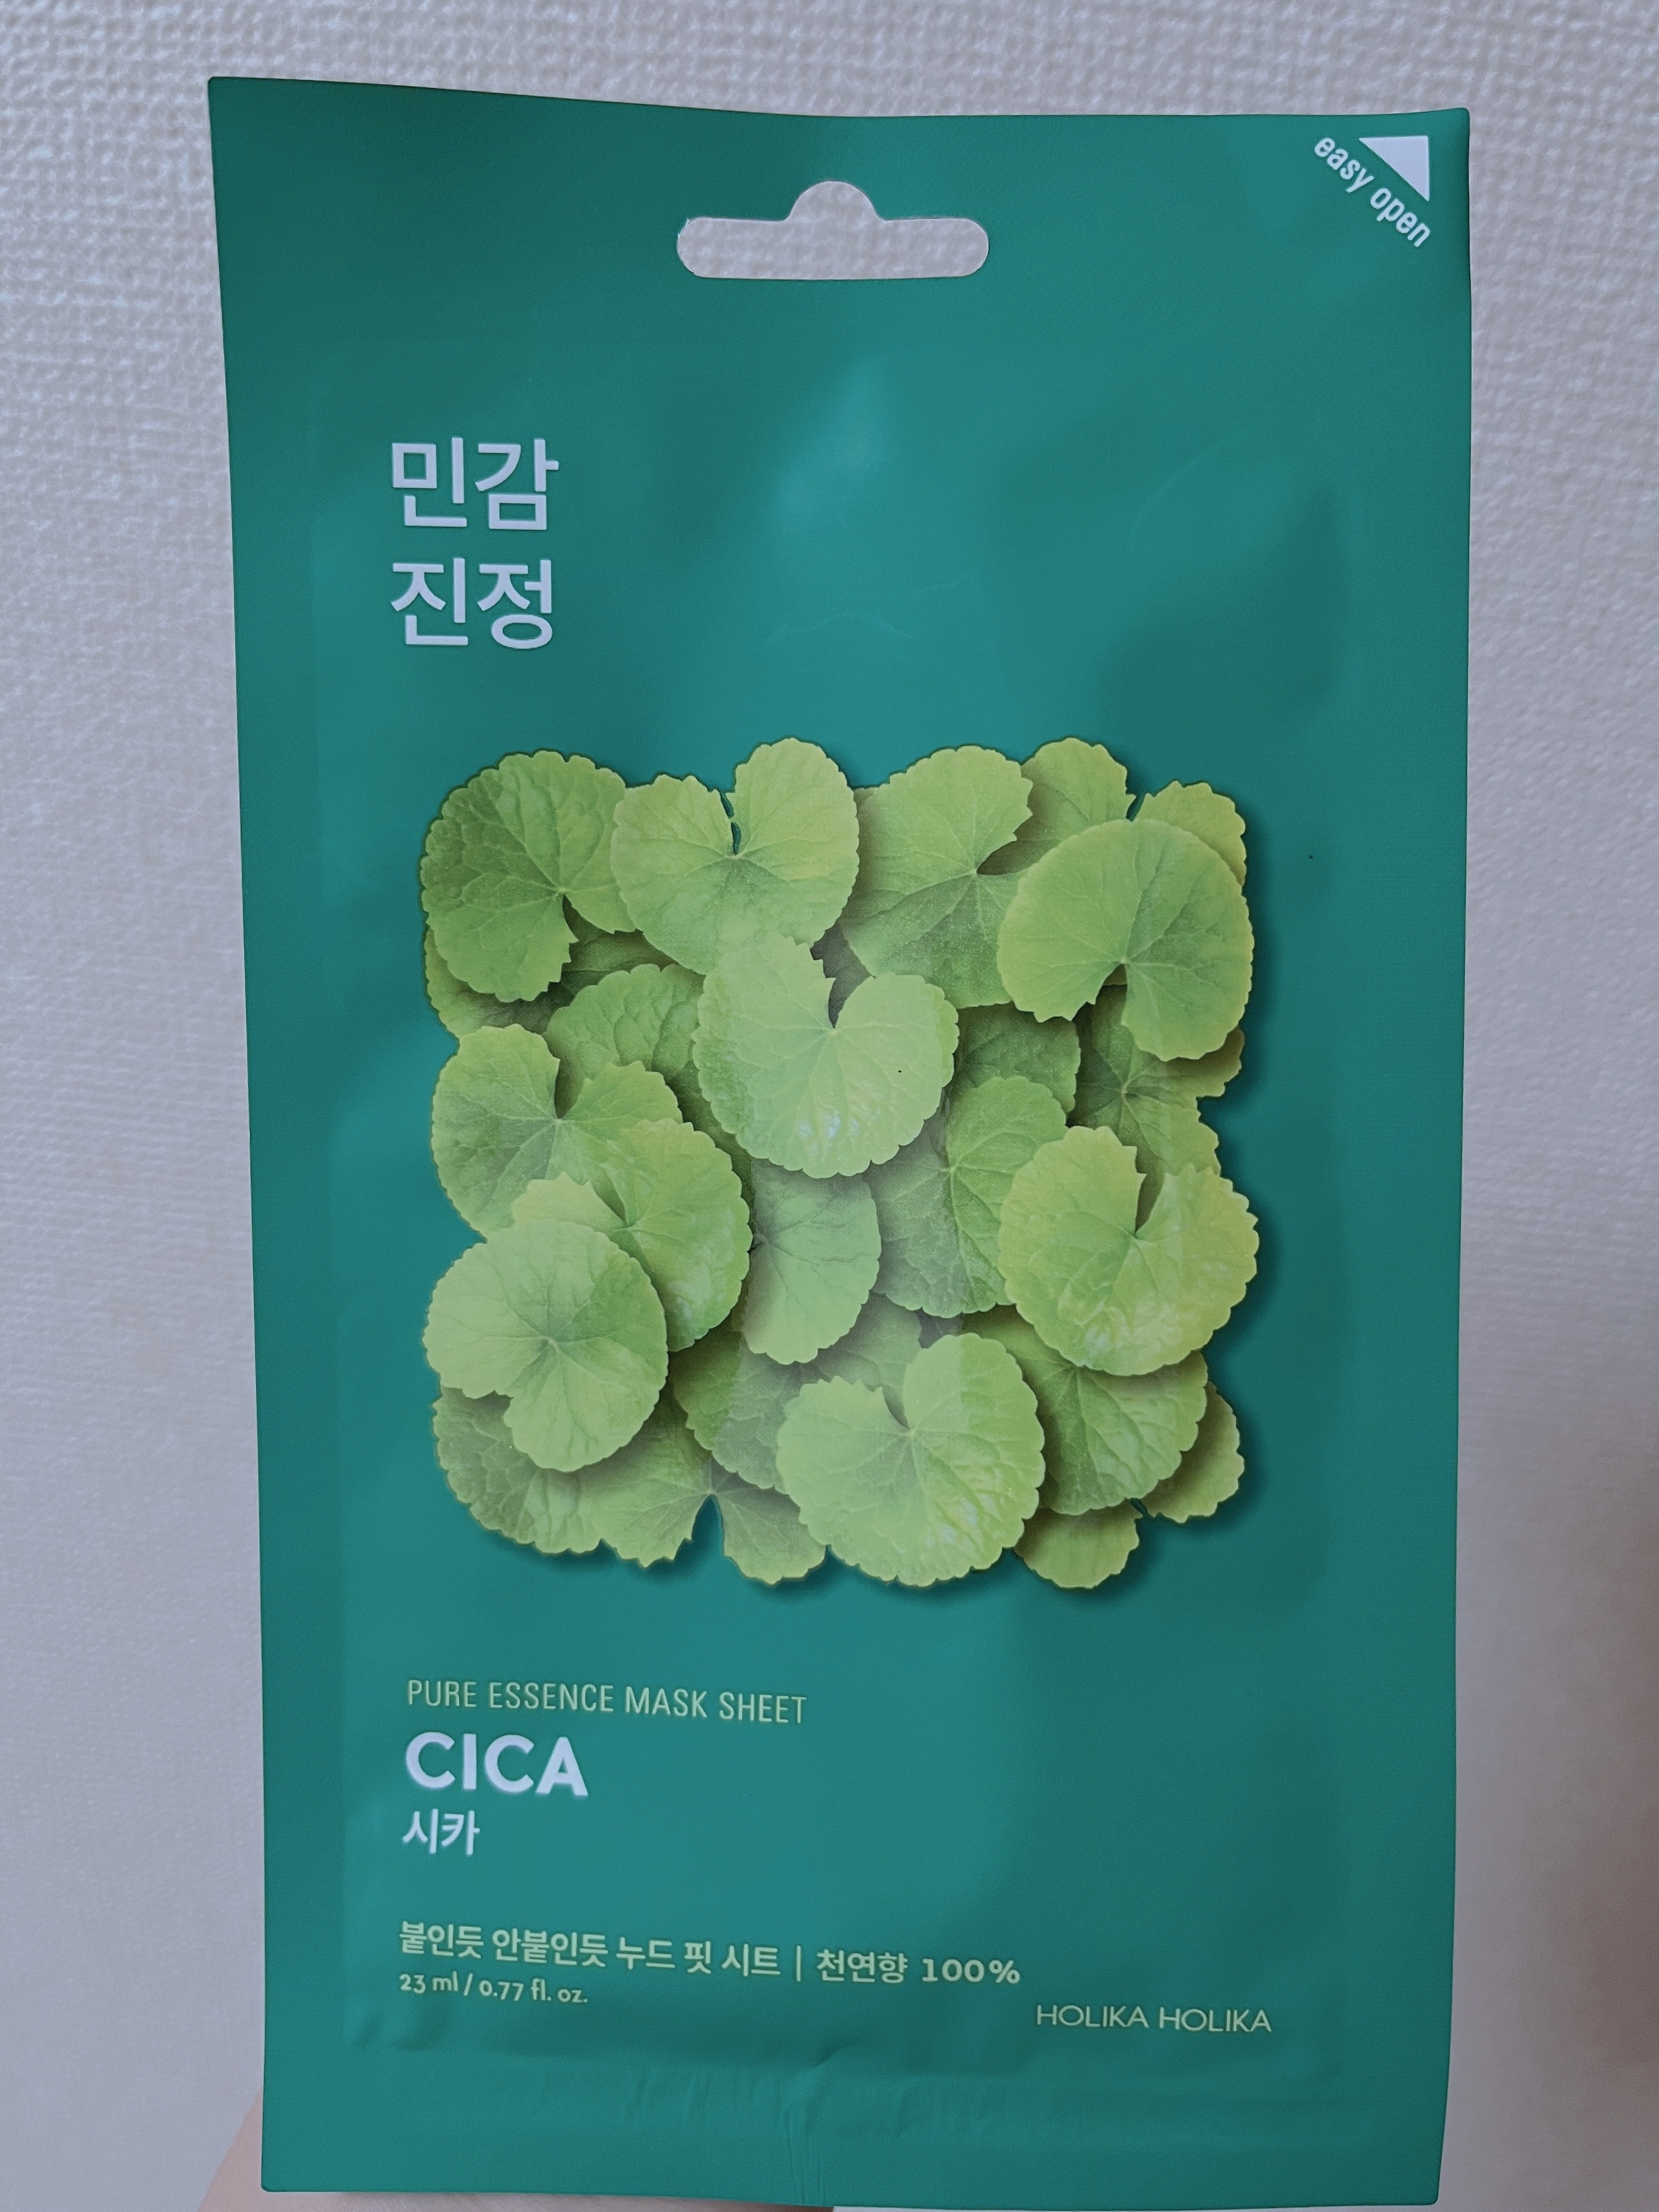 easy open
민감
진정
PURE ESSENCE MASK SHEET
CICA
시카
붙인듯 안붙인듯 누드 핏 시트 | 천연향 100%
23 ml / 0.77 fl. oz.
HOLIKA HOLIKA